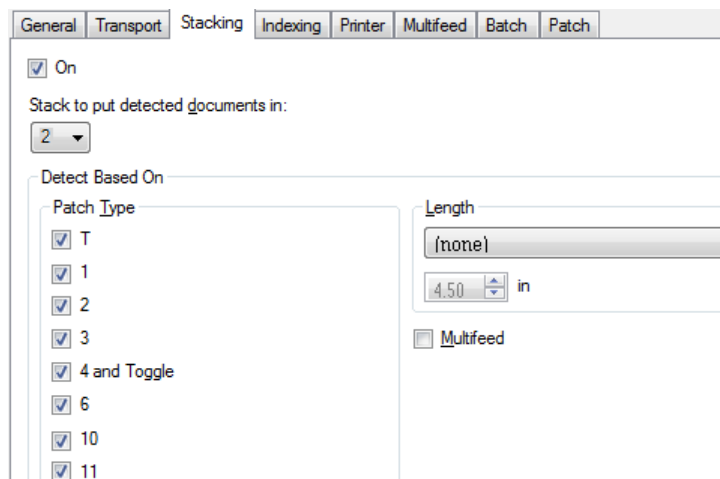 General Transport Stacking Indexing Printer Multifeed Batch Patch
On
Stack to put detected documents in:
2
Detect Based On
Patch Type
T
1
2
3
4 and Toggle
6
10
11
Length
(none)
4.50 in
Multifeed